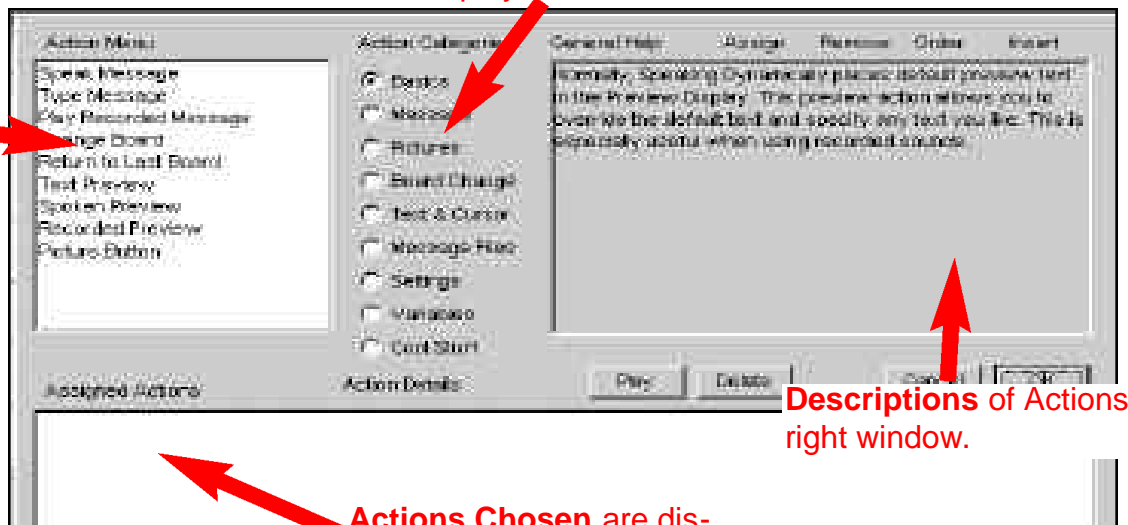 Action Menu
Action Categories
General Help
Assign
Remove
Order
Insert
Speak Message
Type Message
Play Recorded Message
Change Board
Return to Last Board
Text Preview
Spoken Preview
Recorded Preview
Picture Button
Basics
Message
Pictures
Board Change
Text & Cursor
Message Files
Settings
Variables
Normally, Speaking Dynamically places default preview text
in the Preview Display. This preview action allows you to
override the default text and specify any text you like. This is
especially useful when using recorded sounds.
Assigned Actions
Action Details
Play
Delete
Cancel
OK
Descriptions of Actions
right window.
Actions Chosen are dis-